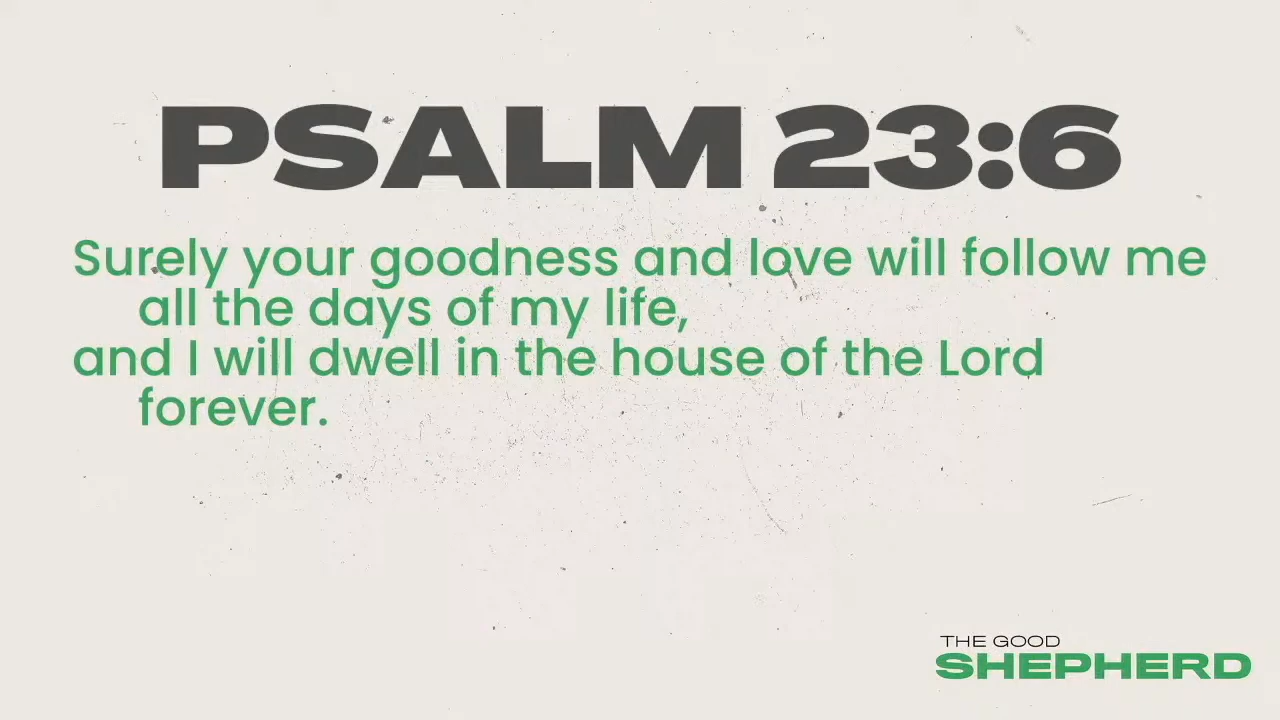 PSALM 23:6
Surely your goodness and love will follow me
all the days of my life,
and I will dwell in the house of the Lord
forever.
THE GOOD
SHEPHERD